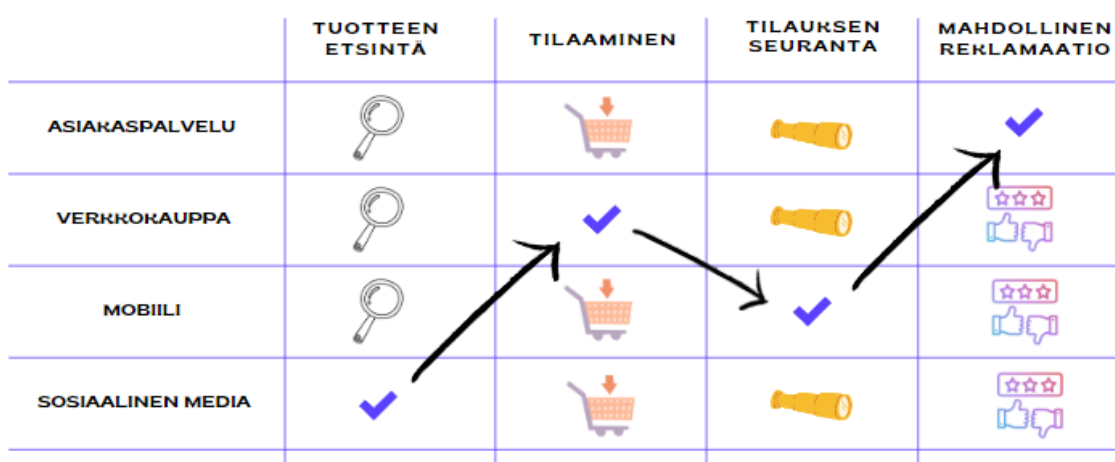 TUOTTEEN
ETSINTÄ
TILAAMINEN
TILAUKSEN
SEURANTA
MAHDOLLINEN
REKLAMAATIO
ASIAKASPALVELU
VERKKOKAUPPA
MOBIILI
SOSIAALINEN MEDIA